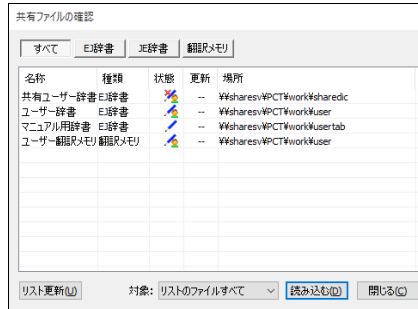 共有ファイルの確認
すべて EJ辞書 JE辞書 翻訳メモリ
名称 種類 状態 更新 場所
共有ユーザー辞書 EJ辞書 -- ¥¥sharesv¥PCT¥work¥sharedic
ユーザー辞書 EJ辞書 -- ¥¥sharesv¥PCT¥work¥user
マニュアル用辞書 EJ辞書 -- ¥¥sharesv¥PCT¥work¥usertab
ユーザー翻訳メモリ 翻訳メモリ -- ¥¥sharesv¥PCT¥work¥user
リスト更新(U) 対象: リストのファイルすべて 読み込む(D) 閉じる(C)